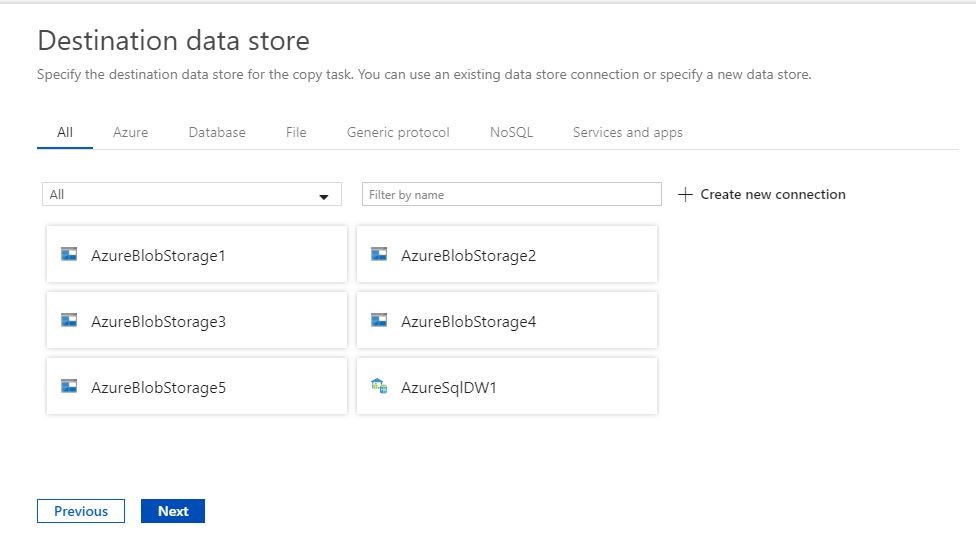 Destination data store
Specify the destination data store for the copy task. You can use an existing data store connection or specify a new data store.
All Azure Database File Generic protocol NoSQL Services and apps
All Filter by name + Create new connection
AzureBlobStorage1 AzureBlobStorage2
AzureBlobStorage3 AzureBlobStorage4
AzureBlobStorage5 AzureSqlDW1
Previous Next